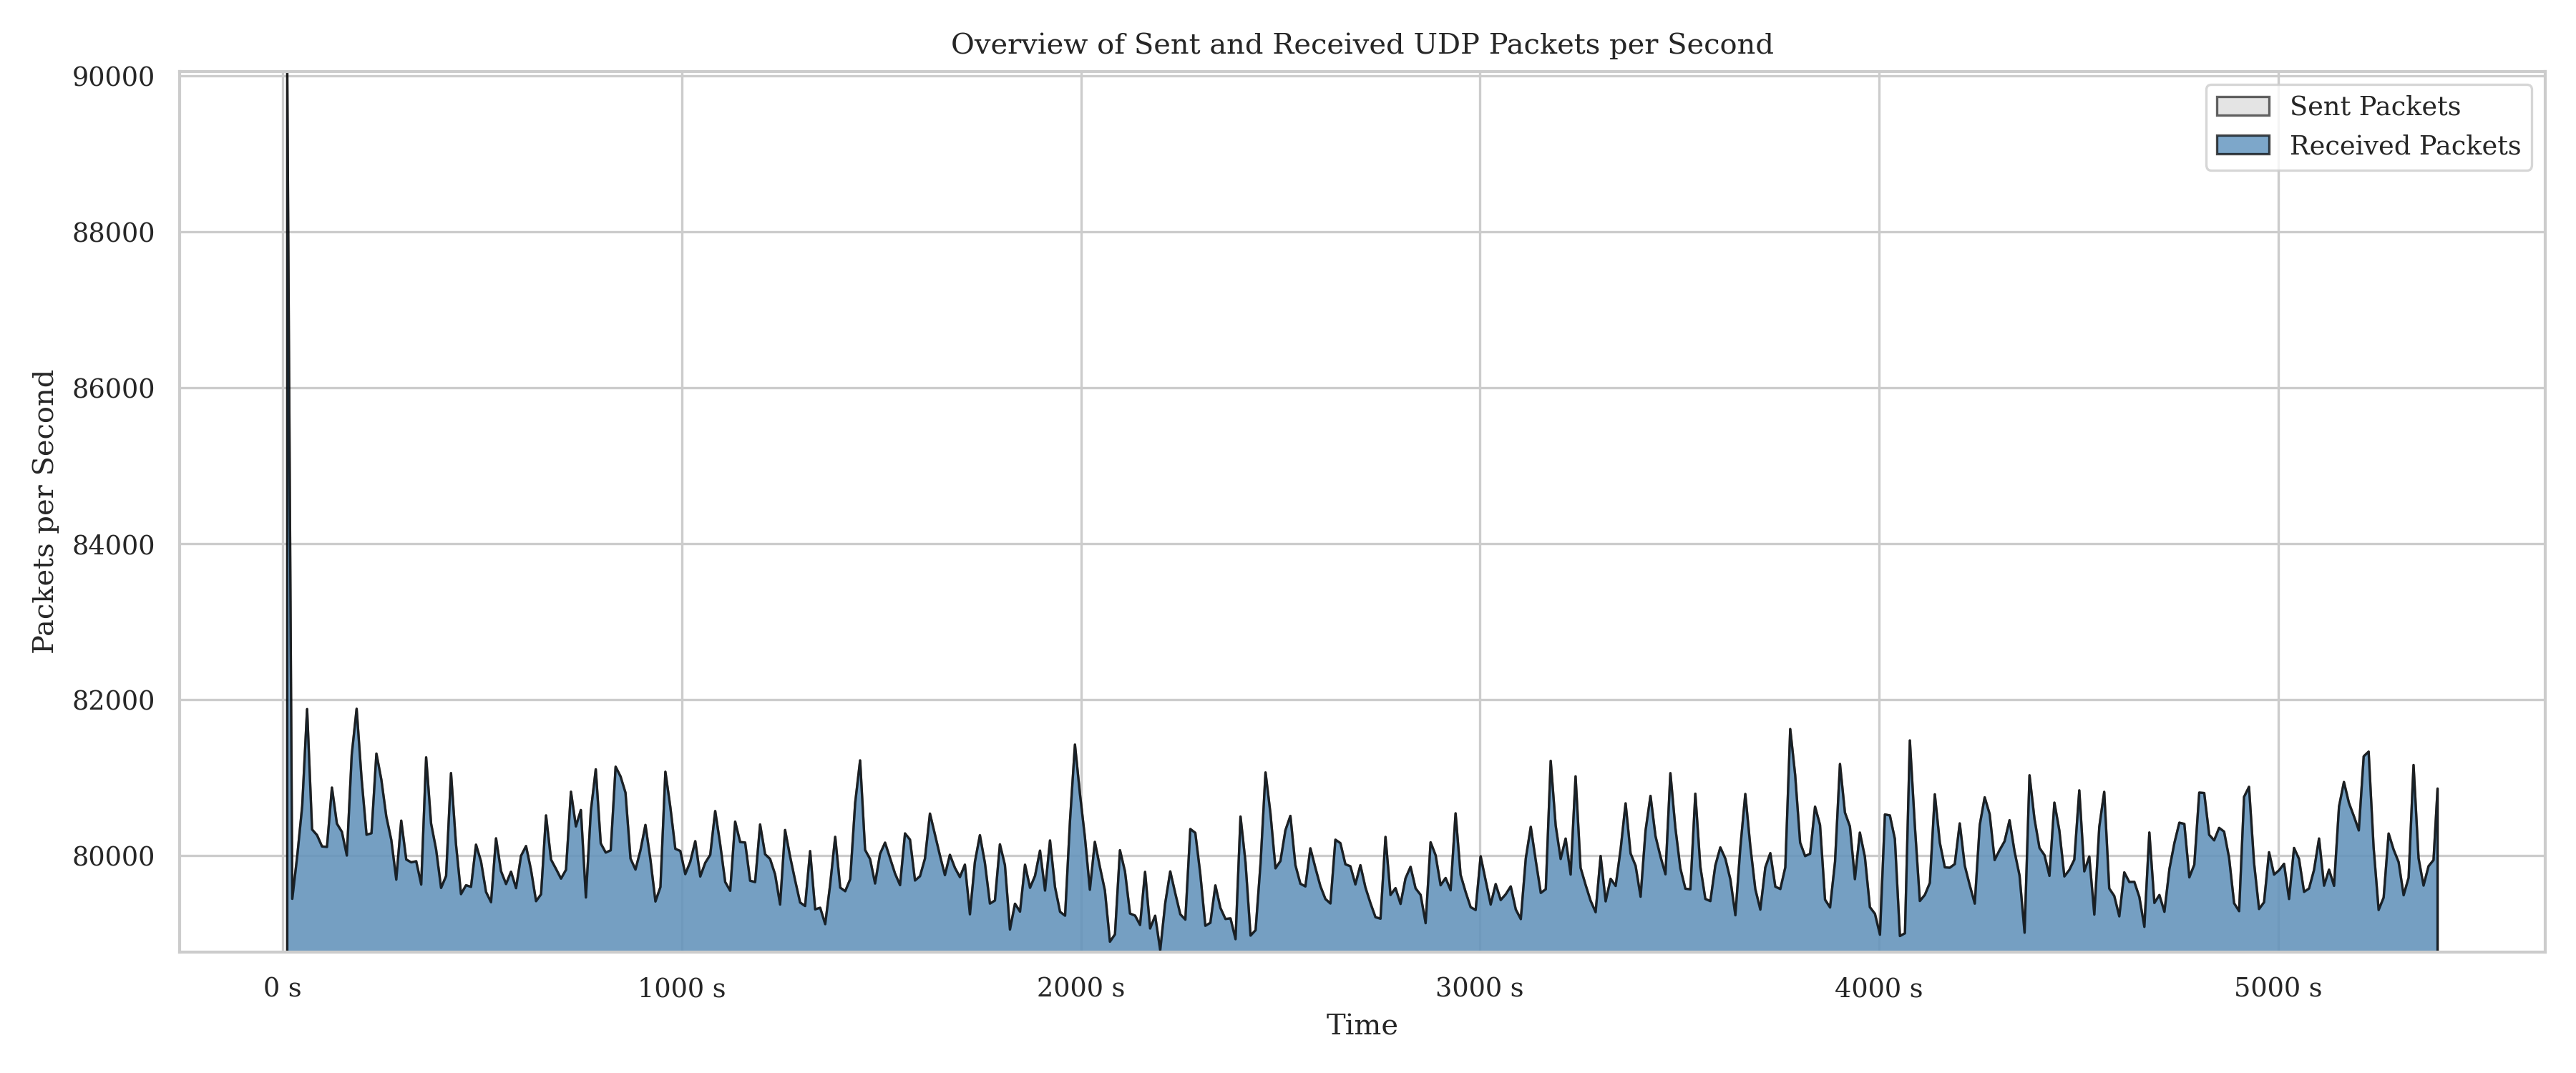 Overview of Sent and Received UDP Packets per Second
90000
88000
86000
84000
82000
80000
Packets per Second
Sent Packets
Received Packets
0 s 1000 s 2000 s 3000 s 4000 s 5000 s
Time